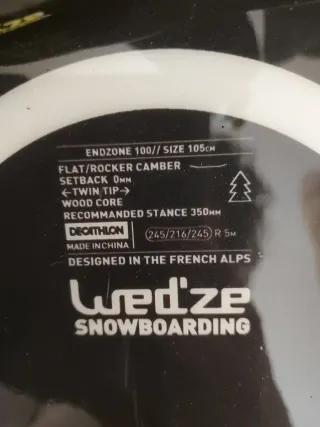 ENDZONE 100// SIZE 105CM
FLAT/ROCKER CAMBER
SETBACK 0MM
←TWIN TIP→
WOOD CORE
RECOMMANDED STANCE 350MM
DECATHLON
MADE IN CHINA
245/216/245 R 5M
DESIGNED IN THE FRENCH ALPS
Wed'ze
SNOWBOARDING